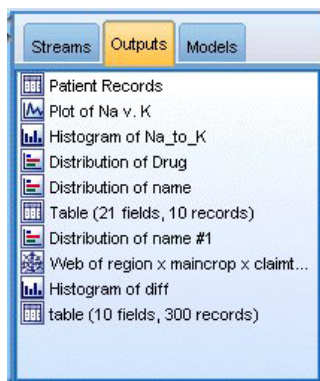 Streams Outputs Models
Patient Records
Plot of Na v. K
Histogram of Na_to_K
Distribution of Drug
Distribution of name
Table (21 fields, 10 records)
Distribution of name #1
Web of region x maincrop x claimt...
Histogram of diff
table (10 fields, 300 records)